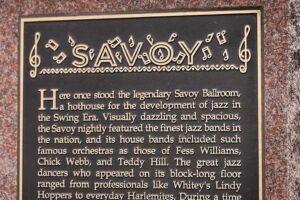 SAVOY
Here once stood the legendary Savoy Ballroom,
a hothouse for the development of jazz in
the Swing Era. Visually dazzling and spacious,
the Savoy nightly featured the finest jazz bands in
the nation, and its house bands included such
famous orchestras as those of Fess Williams,
Chick Webb, and Teddy Hill. The great jazz
dancers who appeared on its block-long floor
ranged from professionals like Whitey's Lindy
Hoppers to everyday Harlemites. During a time